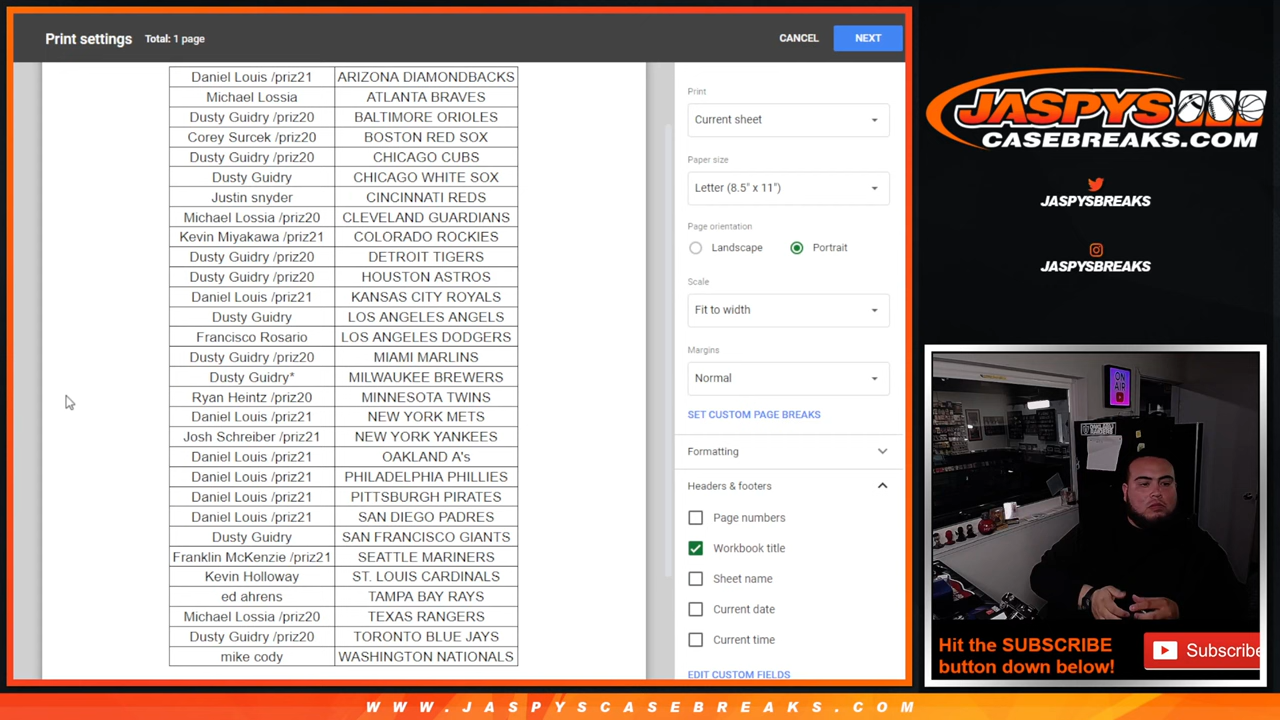 Print settings Total: 1 page CANCEL NEXT
Daniel Louis /priz21 ARIZONA DIAMONDBACKS
Michael Lossia ATLANTA BRAVES
Dusty Guidry /priz20 BALTIMORE ORIOLES
Corey Surcek /priz20 BOSTON RED SOX
Dusty Guidry /priz20 CHICAGO CUBS
Dusty Guidry CHICAGO WHITE SOX
Justin snyder CINCINNATI REDS
Michael Lossia /priz20 CLEVELAND GUARDIANS
Kevin Miyakawa /priz21 COLORADO ROCKIES
Dusty Guidry /priz20 DETROIT TIGERS
Dusty Guidry /priz20 HOUSTON ASTROS
Daniel Louis /priz21 KANSAS CITY ROYALS
Dusty Guidry LOS ANGELES ANGELS
Francisco Rosario LOS ANGELES DODGERS
Dusty Guidry /priz20 MIAMI MARLINS
Dusty Guidry* MILWAUKEE BREWERS
Ryan Heintz /priz20 MINNESOTA TWINS
Daniel Louis /priz21 NEW YORK METS
Josh Schreiber /priz21 NEW YORK YANKEES
Daniel Louis /priz21 OAKLAND A's
Daniel Louis /priz21 PHILADELPHIA PHILLIES
Daniel Louis /priz21 PITTSBURGH PIRATES
Daniel Louis /priz21 SAN DIEGO PADRES
Dusty Guidry SAN FRANCISCO GIANTS
Franklin McKenzie /priz21 SEATTLE MARINERS
Kevin Holloway ST. LOUIS CARDINALS
ed ahrens TAMPA BAY RAYS
Michael Lossia /priz20 TEXAS RANGERS
Dusty Guidry /priz20 TORONTO BLUE JAYS
mike cody WASHINGTON NATIONALS
Print
Current sheet
Paper size
Letter (8.5" x 11")
Page orientation
Landscape Portrait
Scale
Fit to width
Margins
Normal
SET CUSTOM PAGE BREAKS
Formatting
Headers & footers
Page numbers
Workbook title
Sheet name
Current date
Current time
EDIT CUSTOM FIELDS
JASPYS
CASEBREAKS.COM
JASPYSBREAKS
JASPYSBREAKS
ON
AIR
Hit the SUBSCRIBE
button down below!
Subscribe
WWW.JASPYSCASEBREAKS.COM